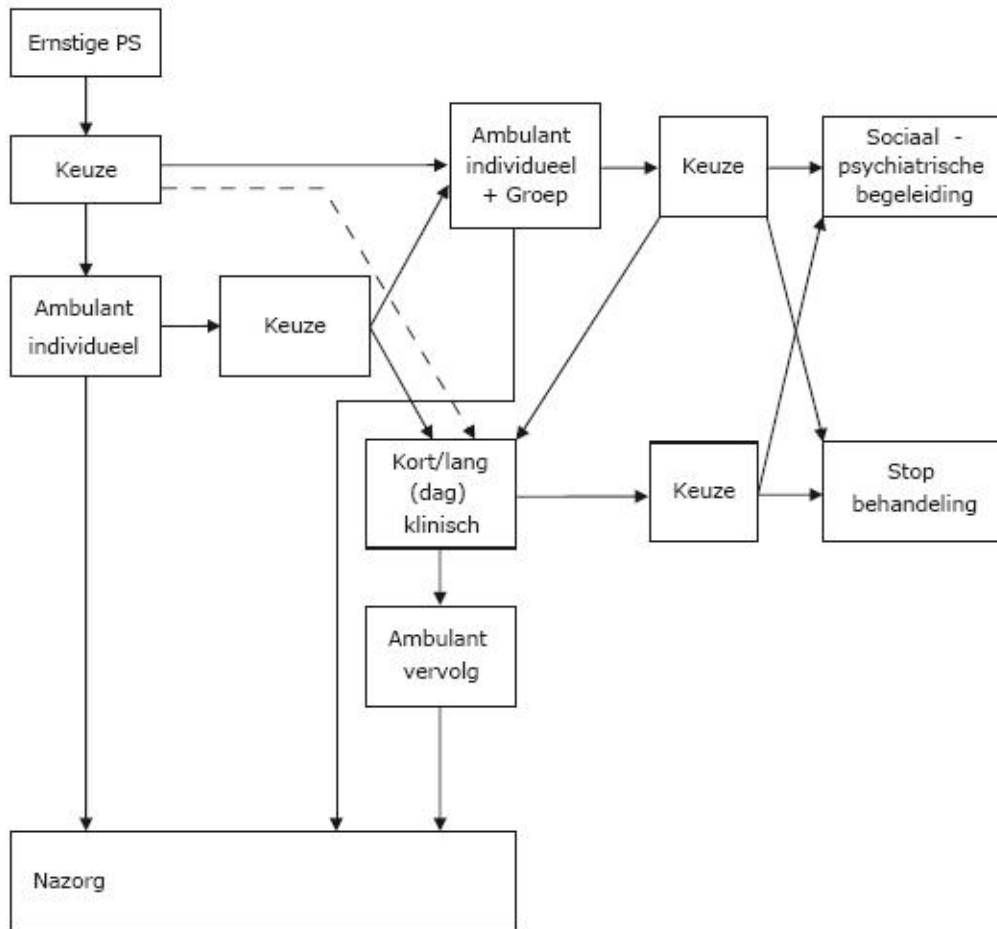 Ernstige PS
Keuze
Ambulant
individueel
+ Groep
Keuze
Sociaal -
psychiatrische
begeleiding
Ambulant
individueel
Keuze
Kort/lang
(dag)
klinisch
Keuze
Stop
behandeling
Ambulant
vervolg
Nazorg